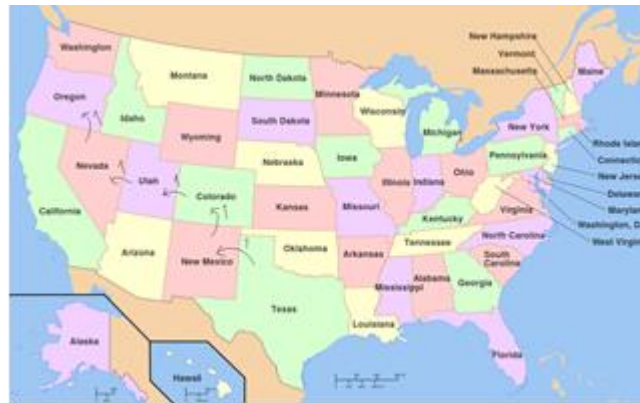 Washington
Oregon
Montana
Idaho
North Dakota
South Dakota
Minnesota
Wyoming
Nebraska
Wisconsin
Michigan
New Hampshire
Vermont
Massachusetts
Maine
New York
Rhode Islan
Connectic
New Jerse
Pennsylvania
Delawar
Marylan
Washington, D
West Virgin
Virginia
North Carolina
South
Carolina
Nevada
Utah
Colorado
California
Iowa
Illinois
Indiana
Ohio
Kansas
Missouri
Kentucky
Tennessee
Arizona
New Mexico
Oklahoma
Arkansas
Mississippi
Alabama
Georgia
Texas
Louisiana
Florida
Alaska
Hawaii